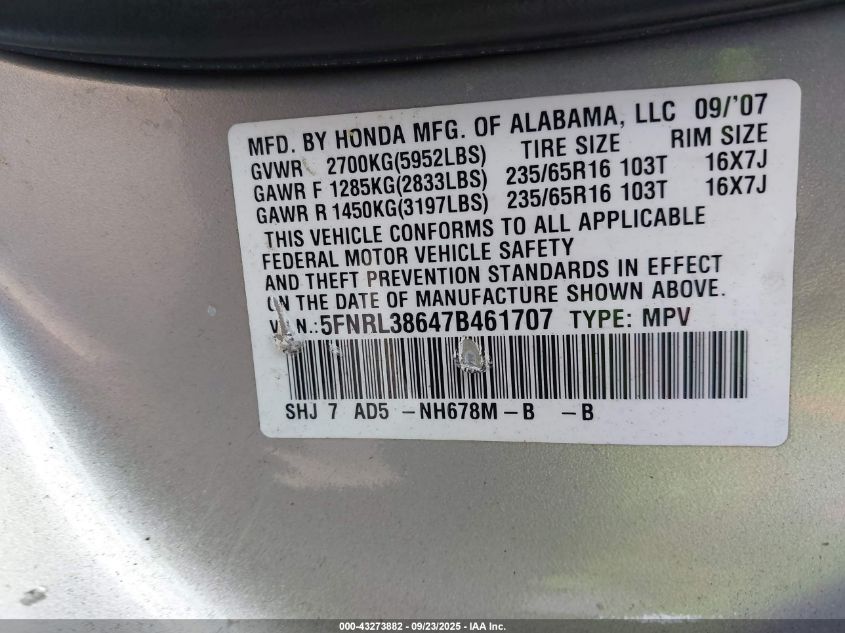 MFD. BY HONDA MFG. OF ALABAMA, LLC 09/'07
GVWR 2700KG(5952LBS) TIRE SIZE RIM SIZE
GAWR F 1285KG(2833LBS) 235/65R16 103T 16X7J
GAWR R 1450KG(3197LBS) 235/65R16 103T 16X7J
THIS VEHICLE CONFORMS TO ALL APPLICABLE
FEDERAL MOTOR VEHICLE SAFETY
AND THEFT PREVENTION STANDARDS IN EFFECT
ON THE DATE OF MANUFACTURE SHOWN ABOVE.
V.I.N.:5FNRL38647B461707 TYPE: MPV
SHJ 7 AD5 -NH678M-B -B
000-43273882 - 09/23/2025 - IAA Inc.